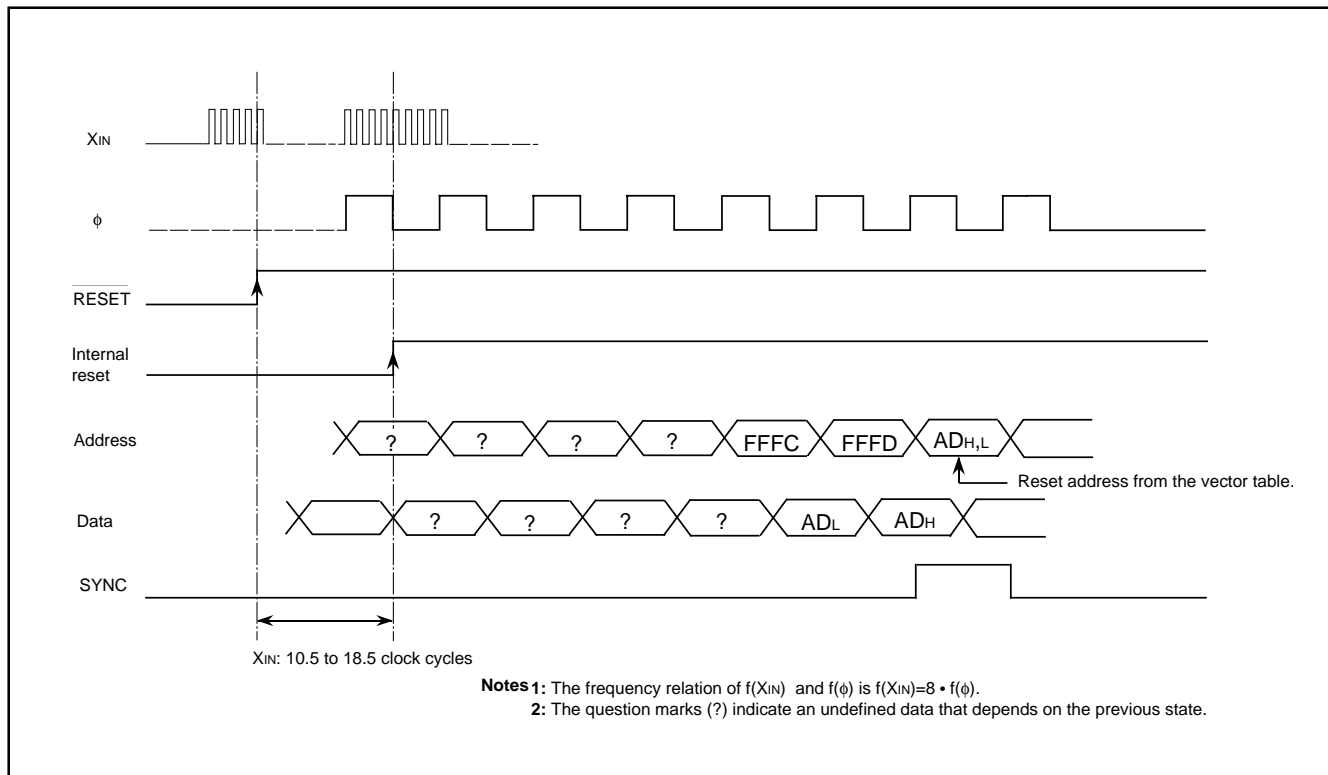 XIN
ϕ
RESET
Internal
reset
Address
? ? ? ? FFFC FFFD ADH,L
Reset address from the vector table.
Data
? ? ? ? ADL ADH
SYNC
XIN: 10.5 to 18.5 clock cycles
Notes 1: The frequency relation of f(XIN) and f(ϕ) is f(XIN)=8 • f(ϕ).
2: The question marks (?) indicate an undefined data that depends on the previous state.